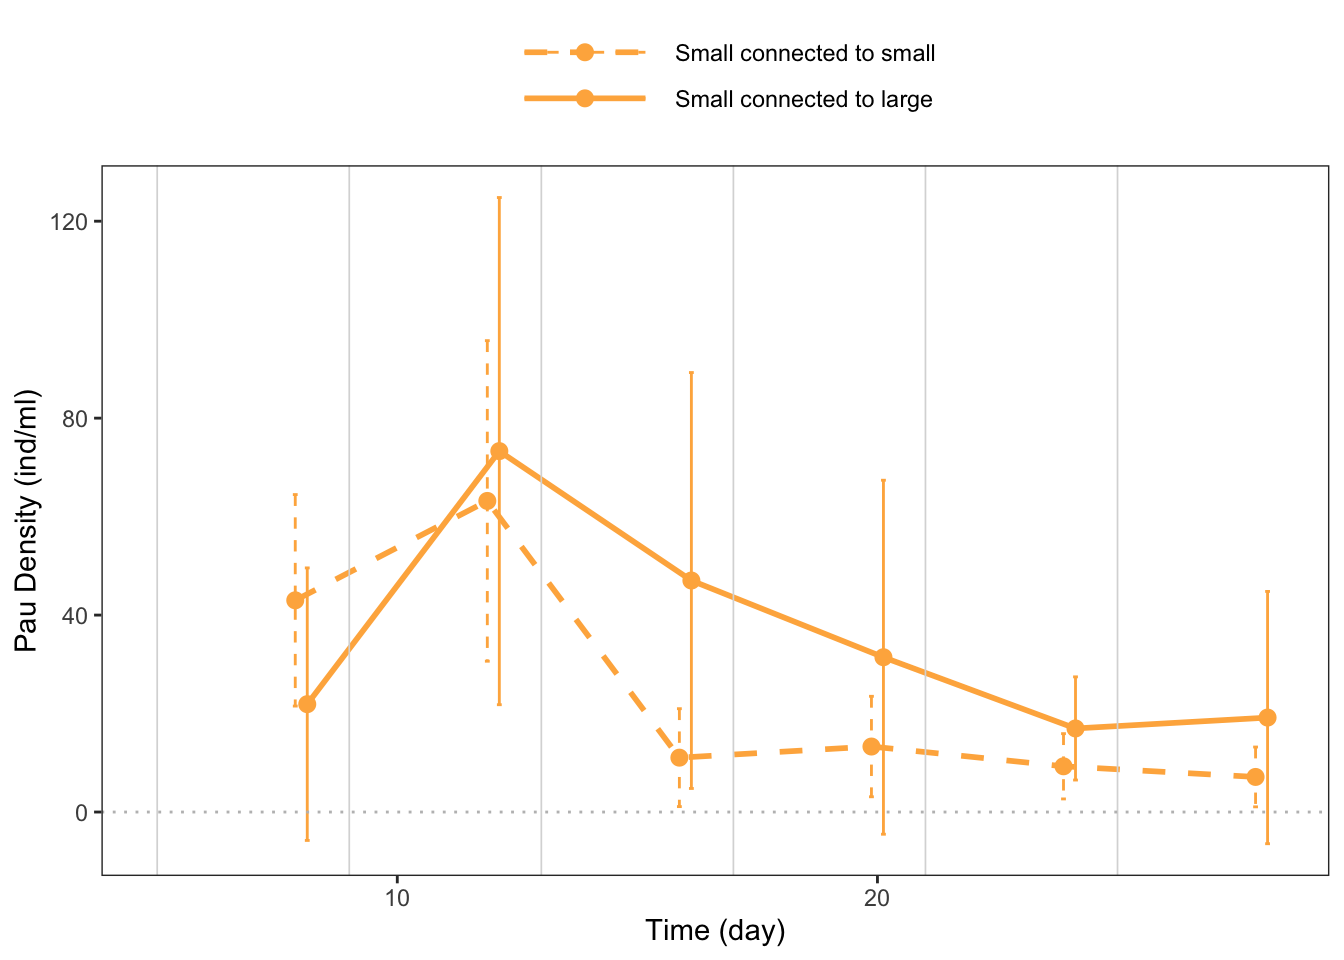 Small connected to small
Small connected to large
Pau Density (ind/ml)
120
80
40
0
10 20
Time (day)